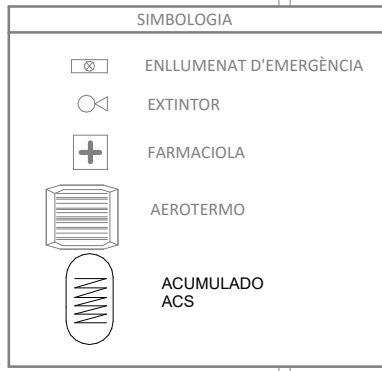 SIMBOLOGIA
ENLLUMENAT D'EMERGÈNCIA
EXTINTOR
FARMACIOLA
AEROTERMO
ACUMULADO
ACS